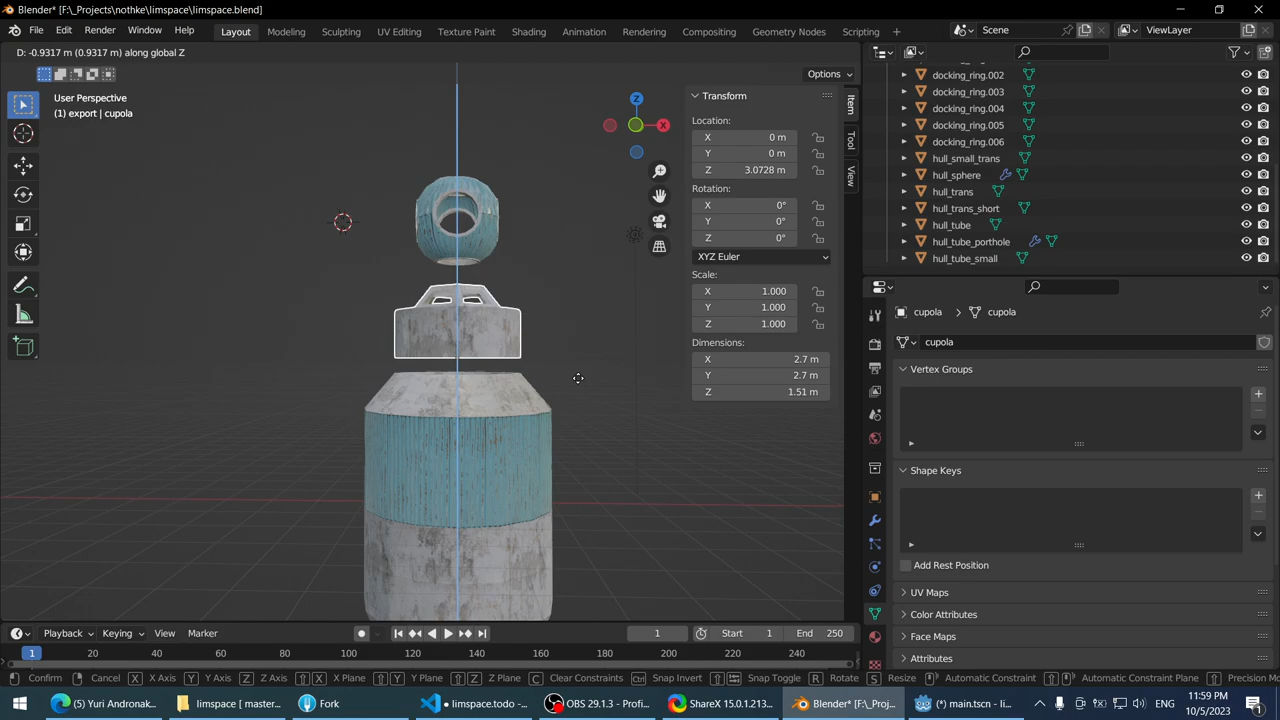 Blender* [F:\_Projects\nothke\limspace\limspace.blend]
File Edit Render Window Help Layout Modeling Sculpting UV Editing Texture Paint Shading Animation Rendering Compositing Geometry Nodes Scripting + Scene ViewLayer
D: -0.9317 m (0.9317 m) along global Z
Options
User Perspective
(1) export | cupola
Z
X
Transform
Location:
X 0 m
Y 0 m
Z 3.0728 m
Rotation:
X 0°
Y 0°
Z 0°
XYZ Euler
Scale:
X 1.000
Y 1.000
Z 1.000
Dimensions:
X 2.7 m
Y 2.7 m
Z 1.51 m
Item
Tool
View
docking_ring.002
docking_ring.003
docking_ring.004
docking_ring.005
docking_ring.006
hull_small_trans
hull_sphere
hull_trans
hull_trans_short
hull_tube
hull_tube_porthole
hull_tube_small
cupola > cupola
cupola
Vertex Groups
Shape Keys
Add Rest Position
UV Maps
Color Attributes
Face Maps
Attributes
Playback Keying View Marker 1 Start 1 End 250
1 20 40 60 80 100 120 140 160 180 200 220 240
Confirm Cancel X X Axis Y Y Axis Z Z Axis X X Plane Y Y Plane Z Z Plane C Clear Constraints Ctrl Snap Invert Snap Toggle G Move R Rotate S Resize Automatic Constraint Automatic Constraint Plane Precision Mo
(5) Yuri Andronak... limspace [ master... Fork • limspace.todo - ... OBS 29.1.3 - Profi... ShareX 15.0.1.213... Blender* [F:\_Proj... (*) main.tscn - li...
11:59 PM
10/5/2023